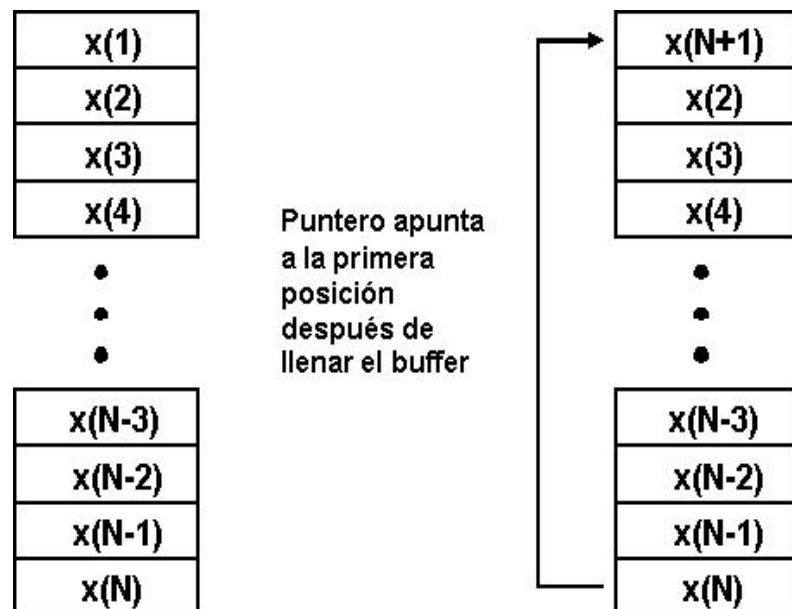 x(1)
x(2)
x(3)
x(4)
x(N-3)
x(N-2)
x(N-1)
x(N)
Puntero apunta
a la primera
posición
después de
llenar el buffer
x(N+1)
x(2)
x(3)
x(4)
x(N-3)
x(N-2)
x(N-1)
x(N)